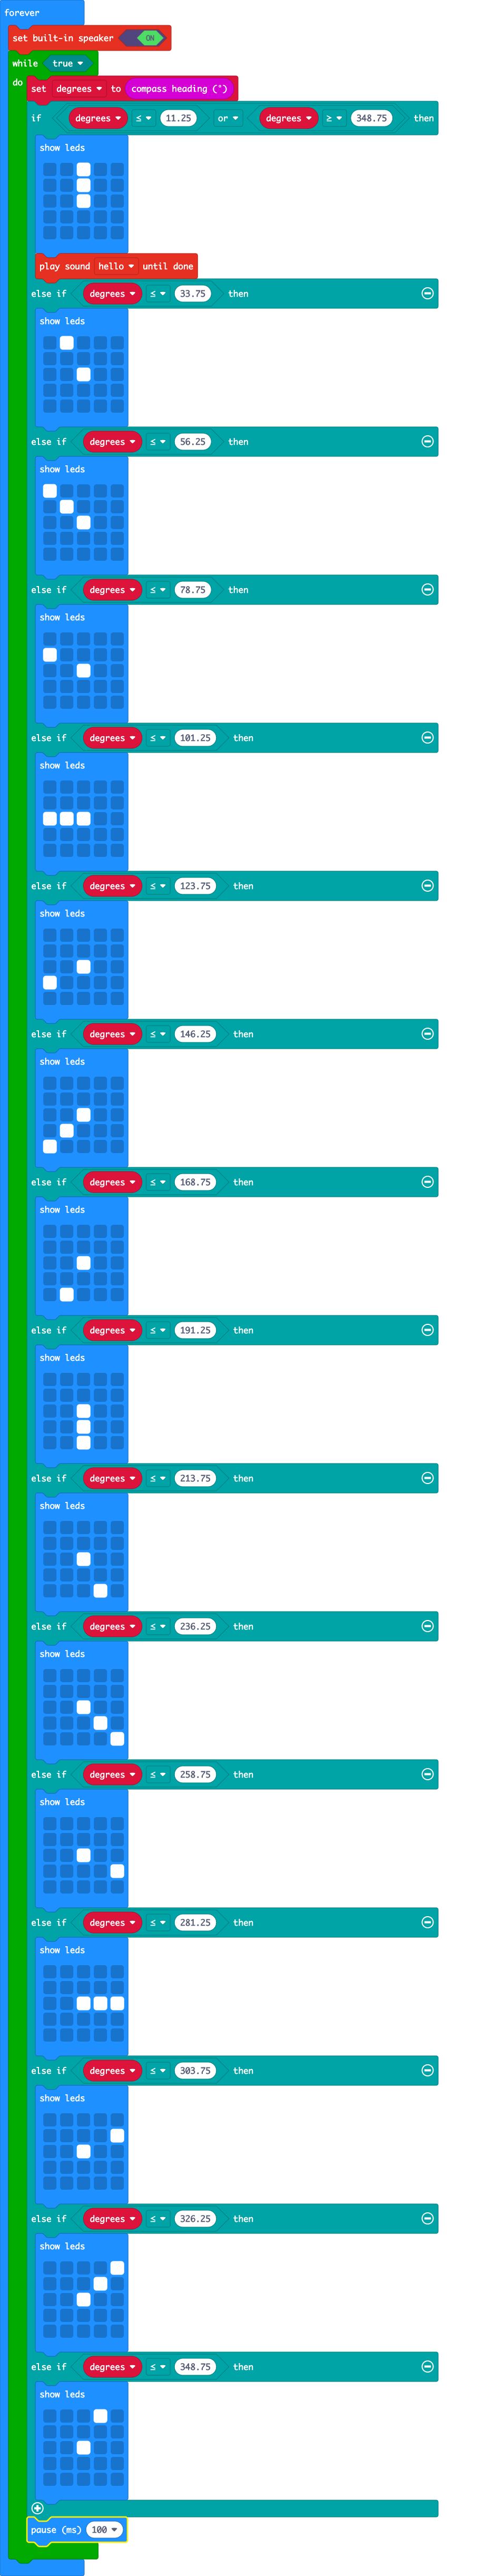 forever
set built-in speaker ON
while true
do
set degrees to compass heading (°)
if degrees ≤ 11.25 or degrees ≥ 348.75 then
show leds
play sound hello until done
else if degrees ≤ 33.75 then
show leds
else if degrees ≤ 56.25 then
show leds
else if degrees ≤ 78.75 then
show leds
else if degrees ≤ 101.25 then
show leds
else if degrees ≤ 123.75 then
show leds
else if degrees ≤ 146.25 then
show leds
else if degrees ≤ 168.75 then
show leds
else if degrees ≤ 191.25 then
show leds
else if degrees ≤ 213.75 then
show leds
else if degrees ≤ 236.25 then
show leds
else if degrees ≤ 258.75 then
show leds
else if degrees ≤ 281.25 then
show leds
else if degrees ≤ 303.75 then
show leds
else if degrees ≤ 326.25 then
show leds
else if degrees ≤ 348.75 then
show leds
pause (ms) 100